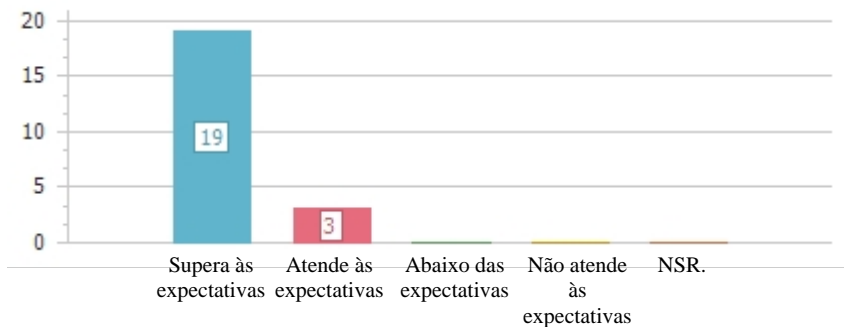 20
15
10
5
0
19
3
Supera às
expectativas
Atende às
expectativas
Abaixo das
expectativas
Não atende
às
expectativas
NSR.